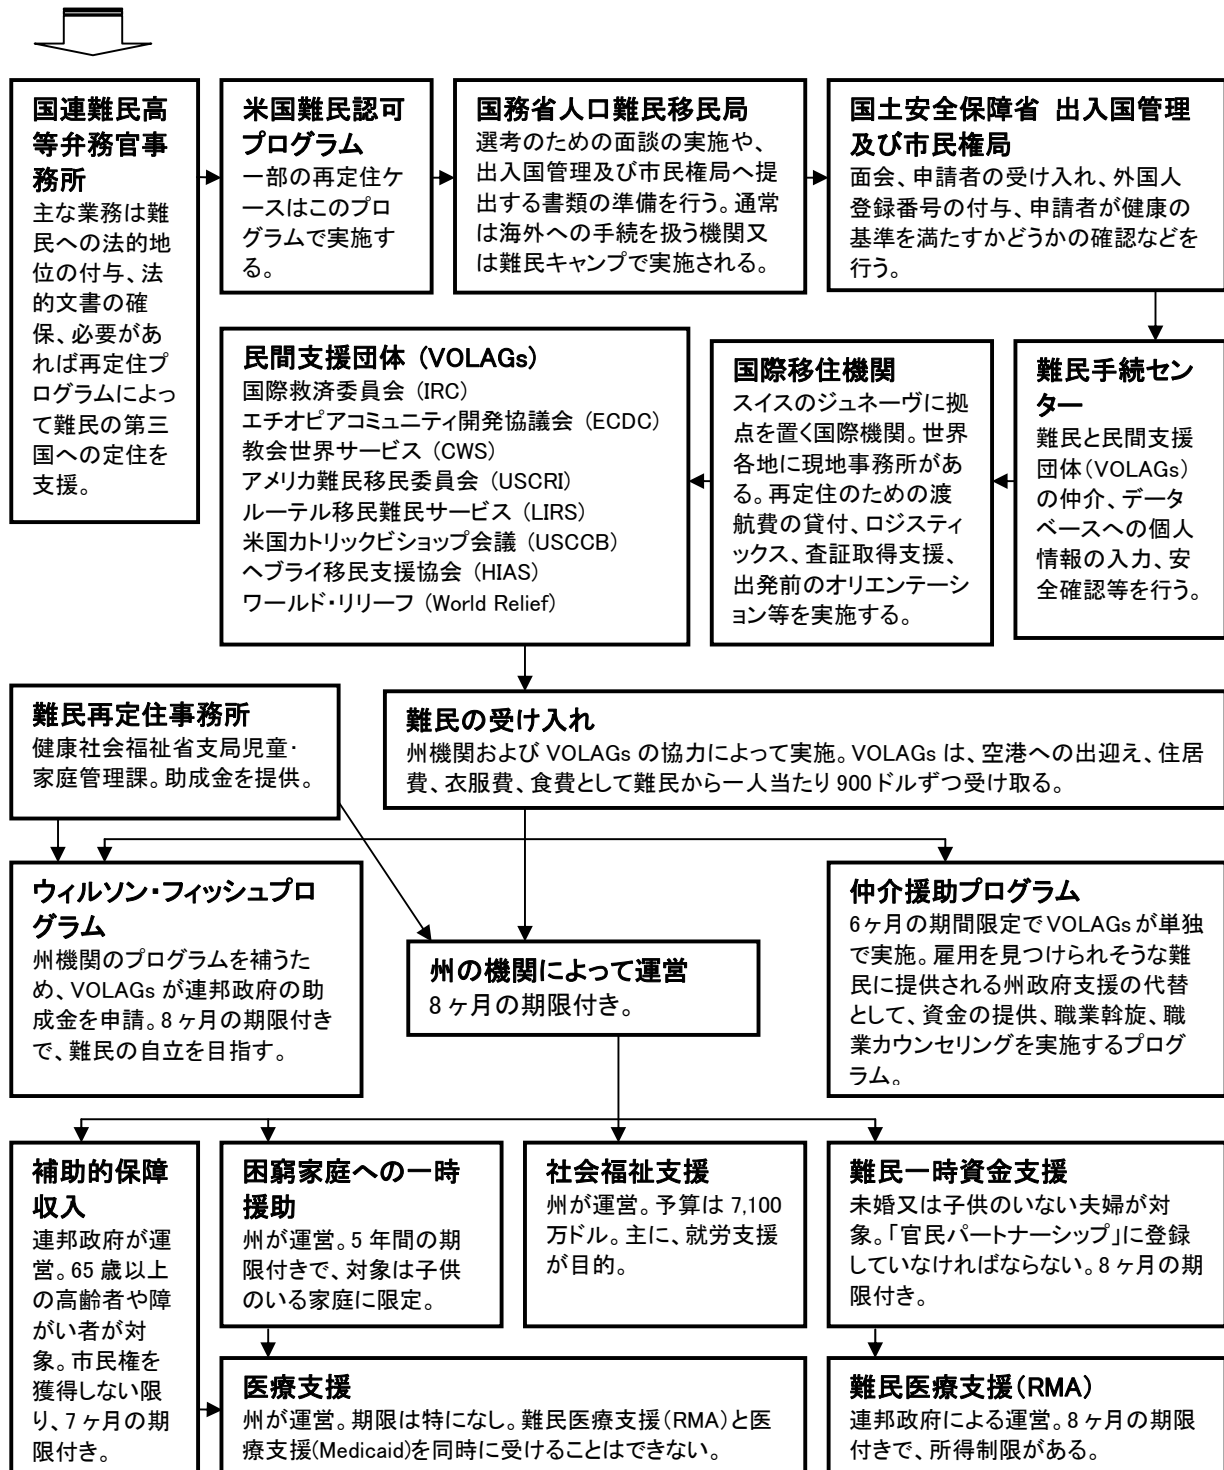 国連難民高
等弁務官事
務所
主な業務は難
民への法的地
位の付与、法
的文書の確
保、必要があ
れば再定住プ
ログラムによっ
て難民の第三
国への定住を
支援。
米国難民認可
プログラム
一部の再定住ケ
ースはこのプロ
グラムで実施す
る。
国務省人口難民移民局
選考のための面談の実施や、
出入国管理及び市民権局へ提
出する書類の準備を行う。通常
は海外への手続を扱う機関又
は難民キャンプで実施される。
国土安全保障省 出入国管理
及び市民権局
面会、申請者の受け入れ、外国人
登録番号の付与、申請者が健康の
基準を満たすかどうかの確認などを
行う。
難民手続セン
ター
難民と民間支援
団体(VOLAGs)
の仲介、データ
ベースへの個人
情報の入力、安
全確認等を行う。
国際移住機関
スイスのジュネーヴに拠
点を置く国際機関。世界
各地に現地事務所があ
る。再定住のための渡
航費の貸付、ロジスティ
ックス、査証取得支援、
出発前のオリエンテーシ
ョン等を実施する。
民間支援団体 (VOLAGs)
国際救済委員会 (IRC)
エチオピアコミュニティ開発協議会 (ECDC)
教会世界サービス (CWS)
アメリカ難民移民委員会 (USCRI)
ルーテル移民難民サービス (LIRS)
米国カトリックビショップ会議 (USCCB)
ヘブライ移民支援協会 (HIAS)
ワールド・リリーフ (World Relief)
難民再定住事務所
健康社会福祉省支局児童・
家庭管理課。助成金を提供。
難民の受け入れ
州機関および VOLAGs の協力によって実施。VOLAGs は、空港への出迎え、住居
費、衣服費、食費として難民から一人当たり 900 ドルずつ受け取る。
ウィルソン・フィッシュプロ
グラム
州機関のプログラムを補うた
め、VOLAGs が連邦政府の助
成金を申請。8 ヶ月の期限付き
で、難民の自立を目指す。
州の機関によって運営
8 ヶ月の期限付き。
仲介援助プログラム
6ヶ月の期間限定でVOLAGsが単独
で実施。雇用を見つけられそうな難
民に提供される州政府支援の代替
として、資金の提供、職業斡旋、職
業カウンセリングを実施するプログ
ラム。
補助的保障
収入
連邦政府が運
営。65 歳以上
の高齢者や障
がい者が対
象。市民権を
獲得しない限
り、7 ヶ月の期
限付き。
困窮家庭への一時
援助
州が運営。5 年間の期
限付きで、対象は子供
のいる家庭に限定。
社会福祉支援
州が運営。予算は 7,100
万ドル。主に、就労支援
が目的。
難民一時資金支援
未婚又は子供のいない夫婦が対
象。「官民パートナーシップ」に登録
していなければならない。8 ヶ月の期
限付き。
医療支援
州が運営。期限は特になし。難民医療支援(RMA)と医
療支援(Medicaid)を同時に受けることはできない。
難民医療支援(RMA)
連邦政府による運営。8 ヶ月の期限
付きで、所得制限がある。